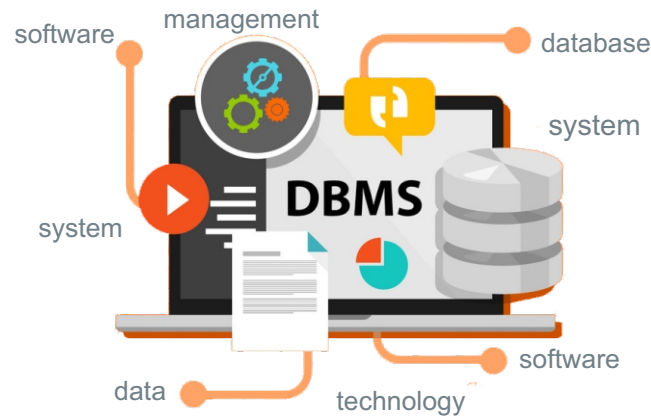 management
software
database
system
DBMS
system
software
data
technology